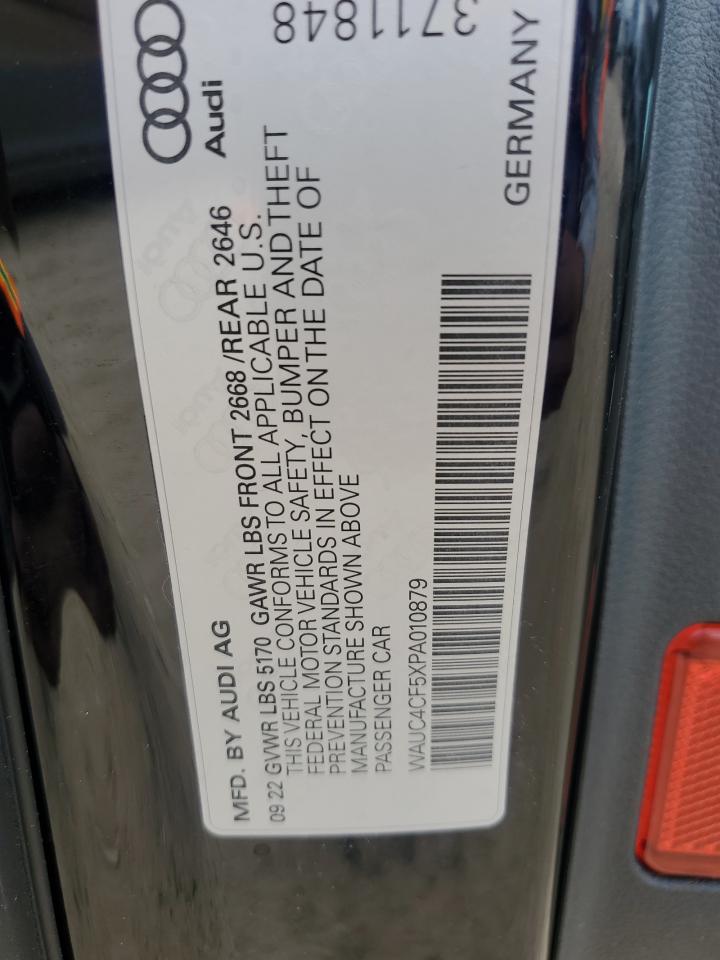 Audi
MFD. BY AUDI AG
09 22 GVWR LBS 5170 GAWR LBS FRONT 2668 /REAR 2646
THIS VEHICLE CONFORMS TO ALL APPLICABLE U.S.
FEDERAL MOTOR VEHICLE SAFETY, BUMPER AND THEFT
PREVENTION STANDARDS IN EFFECT ON THE DATE OF
MANUFACTURE SHOWN ABOVE
PASSENGER CAR
WAUC4CF5XPA010879
GERMANY
3711848